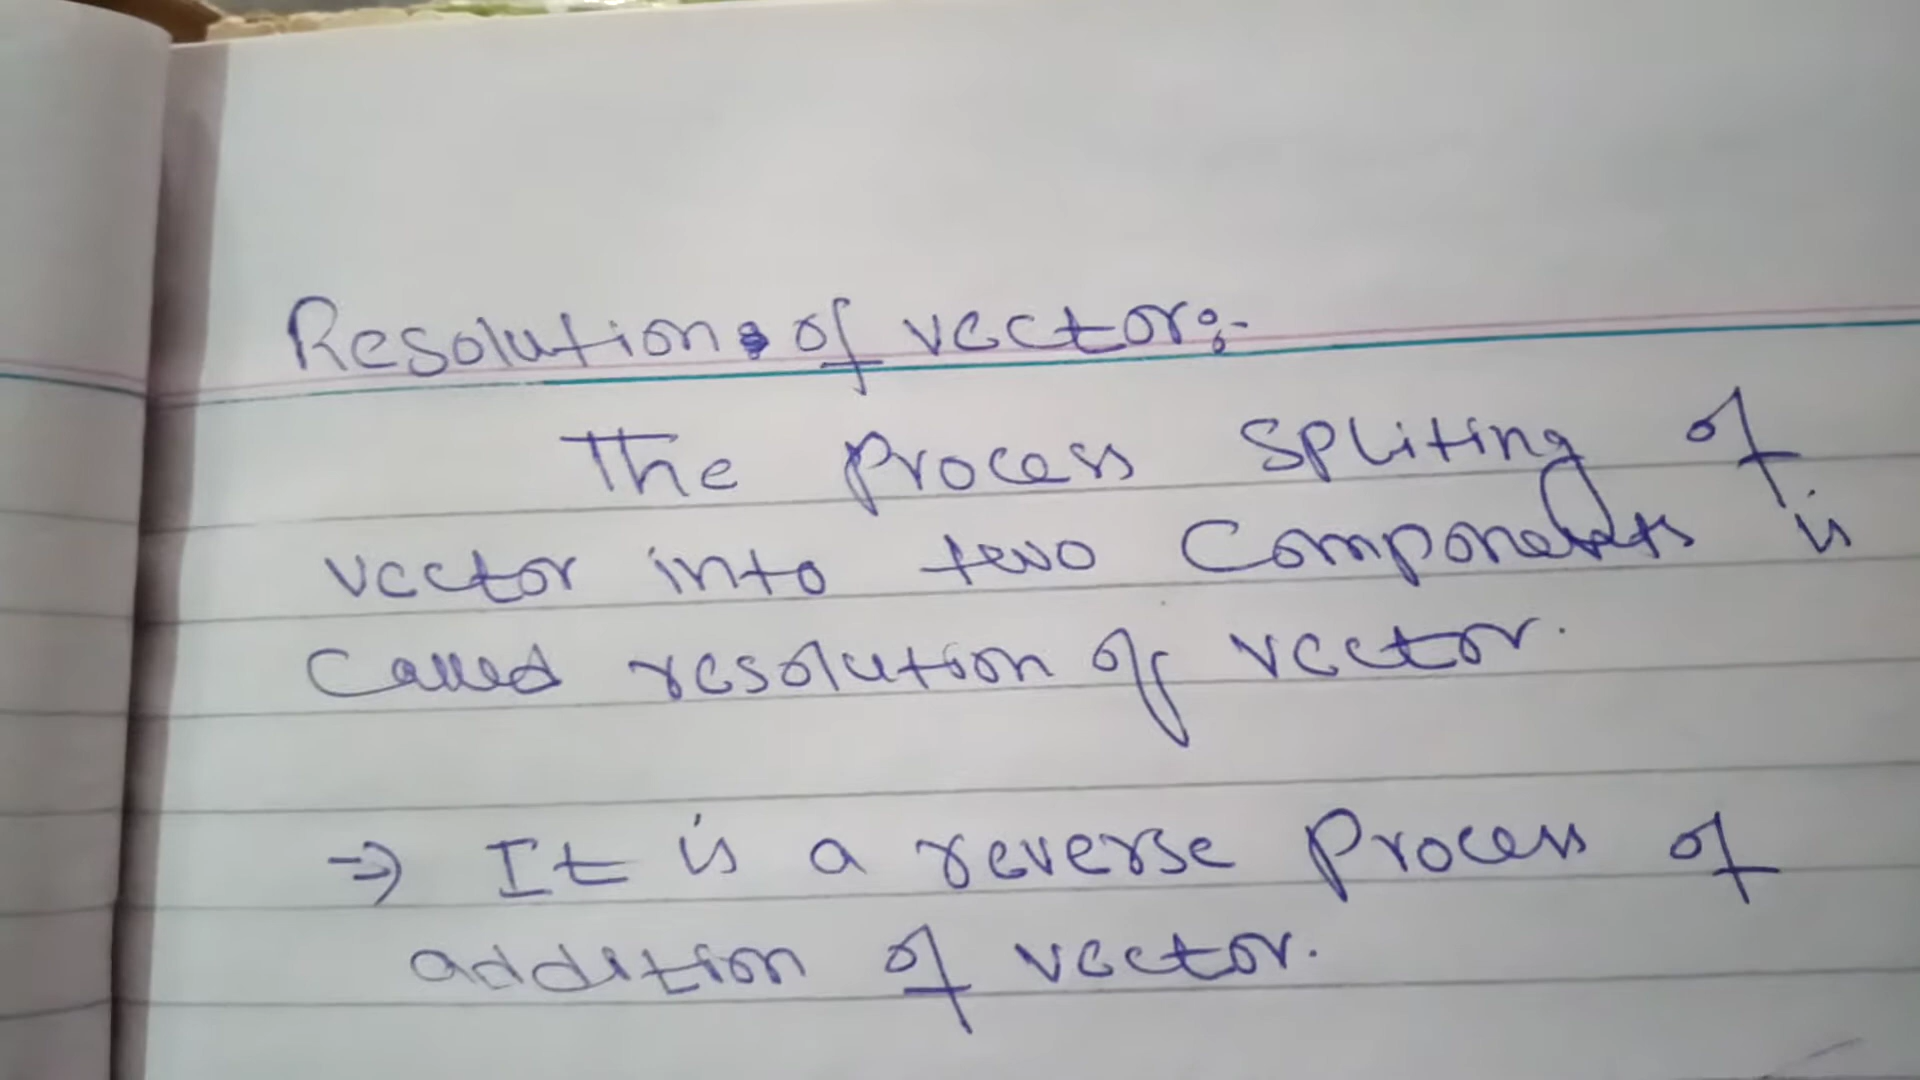 Resolution of vector:-
The process spliting of
vector into two components is
called resolution of vector.
⇒ It is a reverse process of
addition of vector.